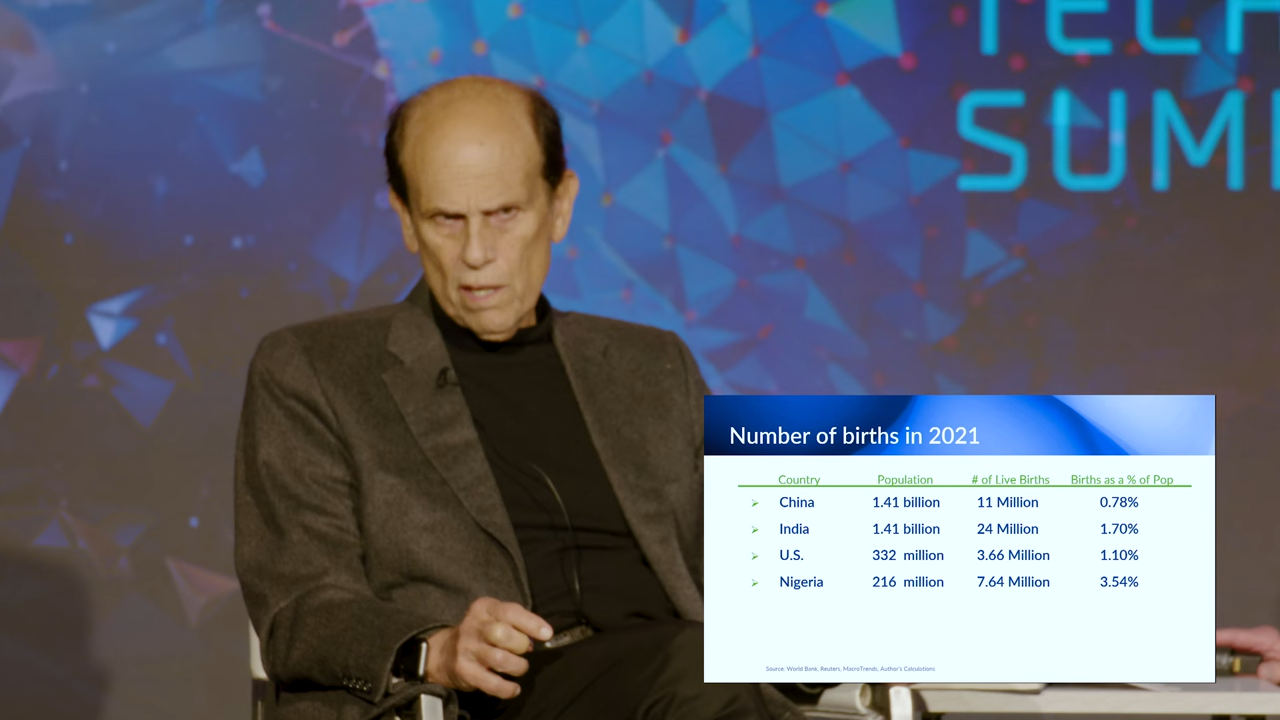 TECH
SUM
Number of births in 2021
Country Population # of Live Births Births as a % of Pop
China 1.41 billion 11 Million 0.78%
India 1.41 billion 24 Million 1.70%
U.S. 332 million 3.66 Million 1.10%
Nigeria 216 million 7.64 Million 3.54%
Source: World Bank, Reuters, MacroTrends, Author's Calculations